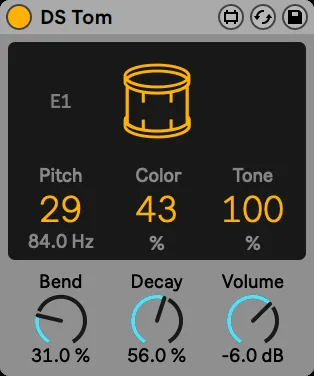 DS Tom
E1
Pitch Color Tone
29 43 100
84.0 Hz % %
Bend Decay Volume
31.0 % 56.0 % -6.0 dB